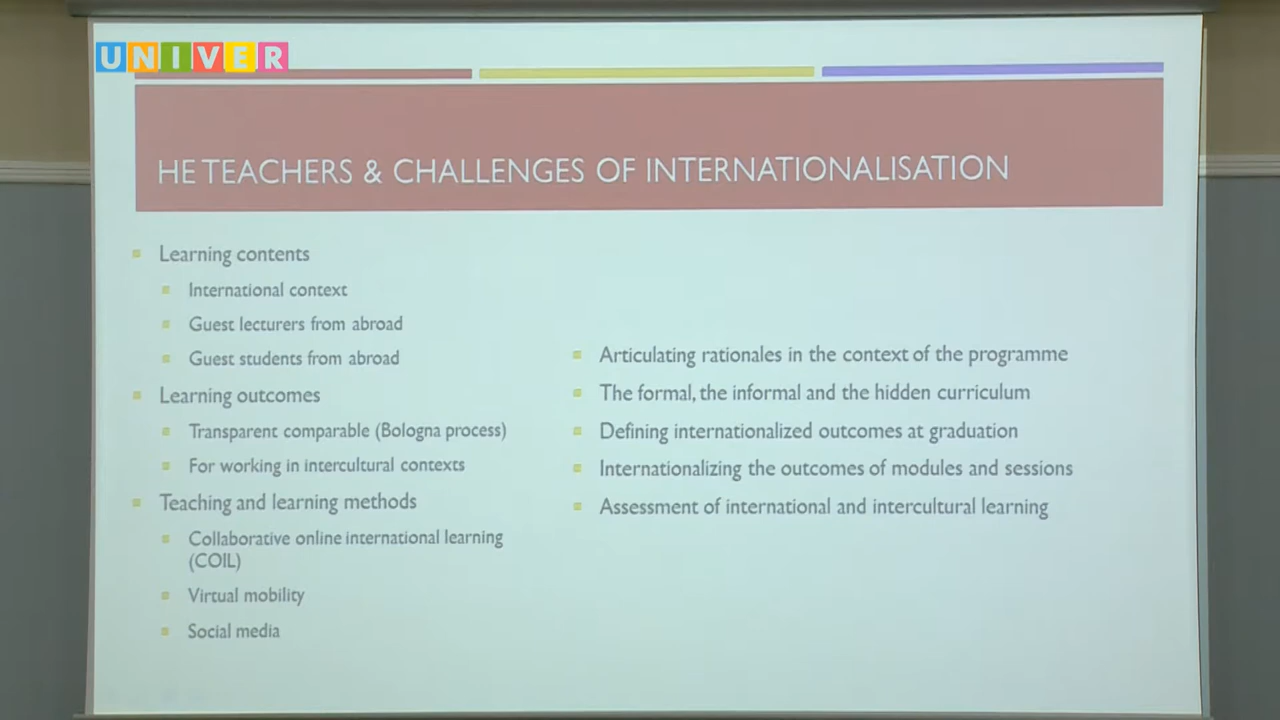 UNIVER
HE TEACHERS & CHALLENGES OF INTERNATIONALISATION
Learning contents
International context
Guest lecturers from abroad
Guest students from abroad
Learning outcomes
Transparent comparable (Bologna process)
For working in intercultural contexts
Teaching and learning methods
Collaborative online international learning
(COIL)
Virtual mobility
Social media
Articulating rationales in the context of the programme
The formal, the informal and the hidden curriculum
Defining internationalized outcomes at graduation
Internationalizing the outcomes of modules and sessions
Assessment of international and intercultural learning